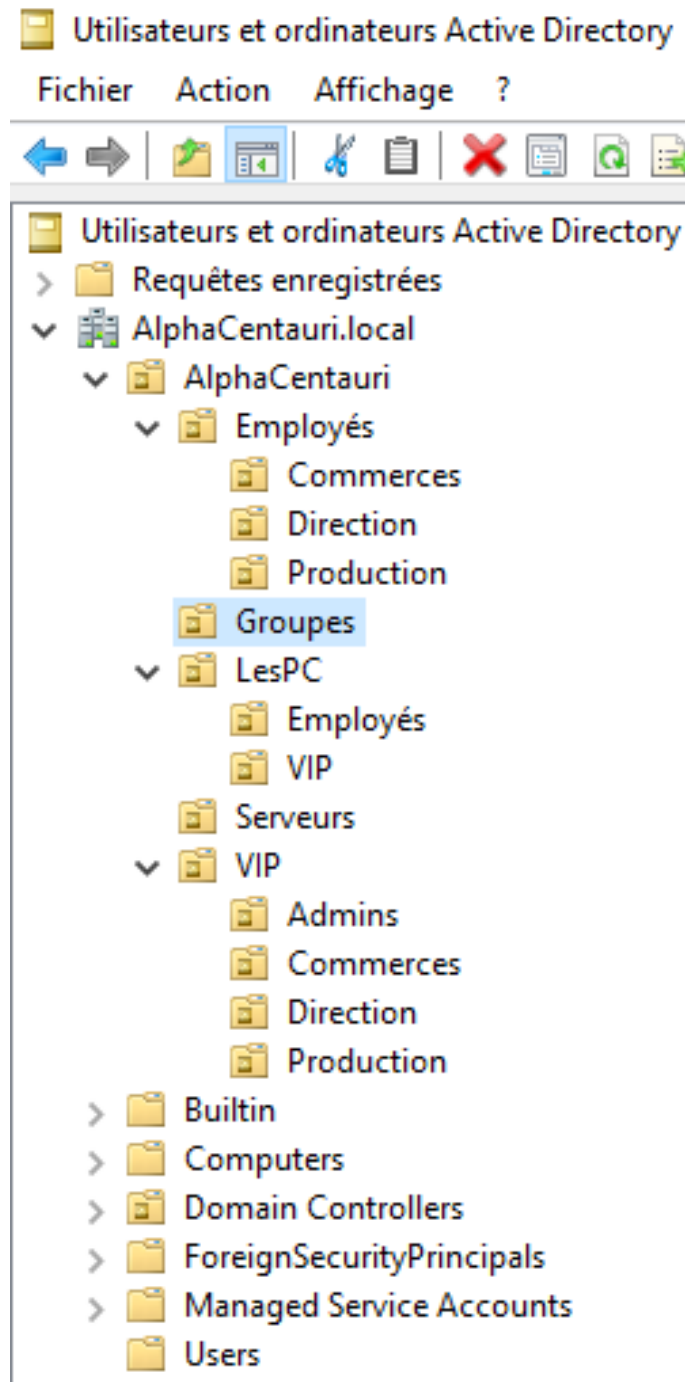 Utilisateurs et ordinateurs Active Directory
Fichier Action Affichage ?
Utilisateurs et ordinateurs Active Directory
Requêtes enregistrées
AlphaCentauri.local
AlphaCentauri
Employés
Commerces
Direction
Production
Groupes
LesPC
Employés
VIP
Serveurs
VIP
Admins
Commerces
Direction
Production
Builtin
Computers
Domain Controllers
ForeignSecurityPrincipals
Managed Service Accounts
Users